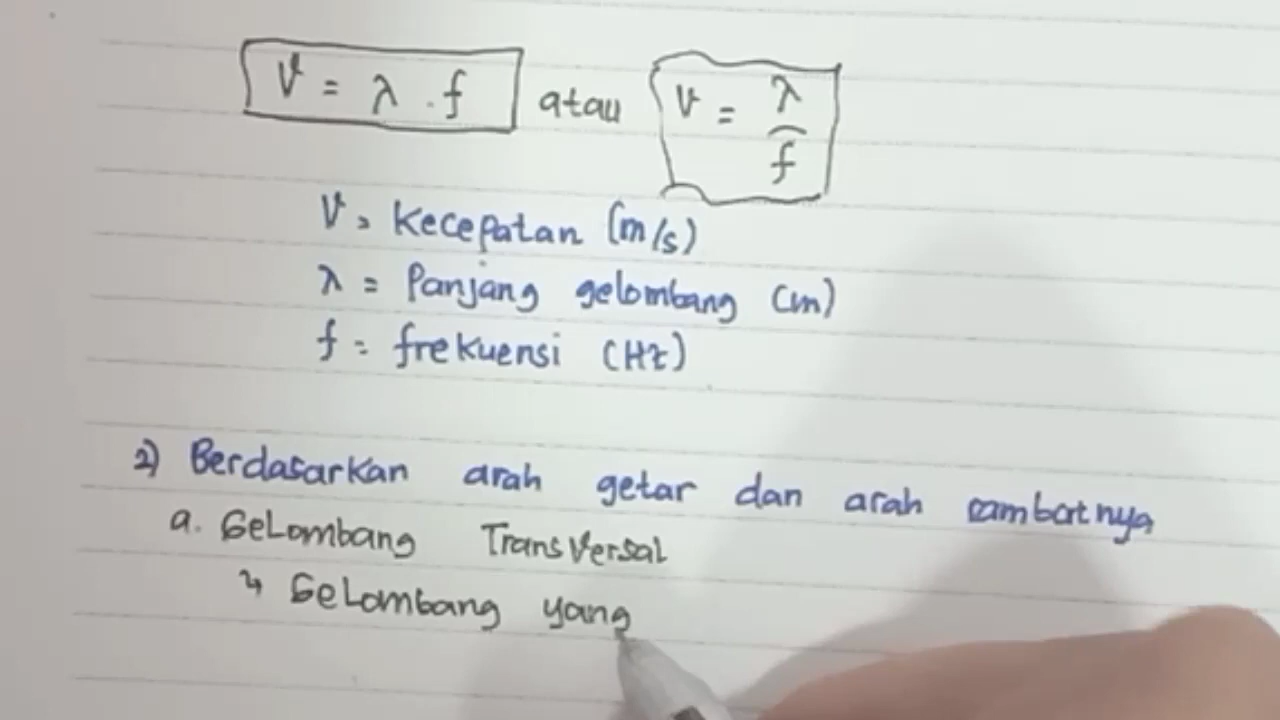 V = λ . f atau V = λ/f
V = Kecepatan (m/s)
λ = Panjang gelombang (m)
f = frekuensi (Hz)
2) Berdasarkan arah getar dan arah rambatnya
a. Gelombang Transversal
↳ Gelombang yang